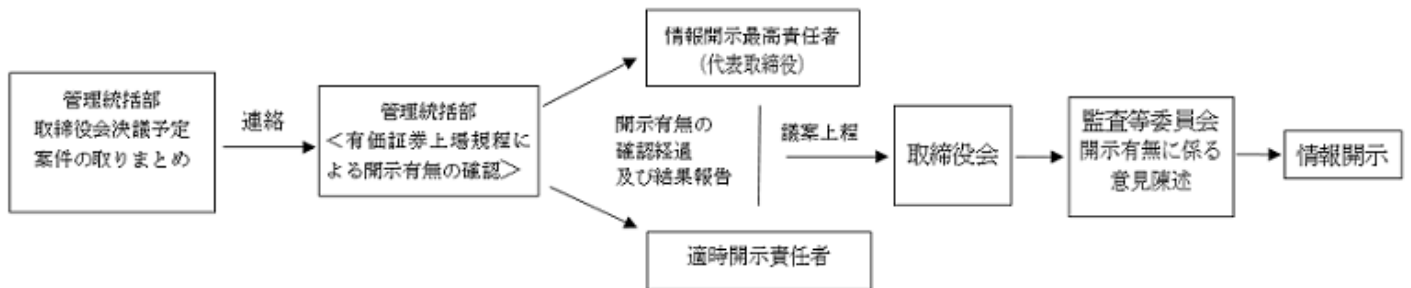 管理統括部
取締役会決議予定
案件の取りまとめ
連絡
管理統括部
＜有価証券上場規程に
よる開示有無の確認＞
情報開示最高責任者
（代表取締役）
開示有無の
確認経過
及び結果報告
適時開示責任者
議案上程
取締役会
監査等委員会
開示有無に係る
意見陳述
情報開示